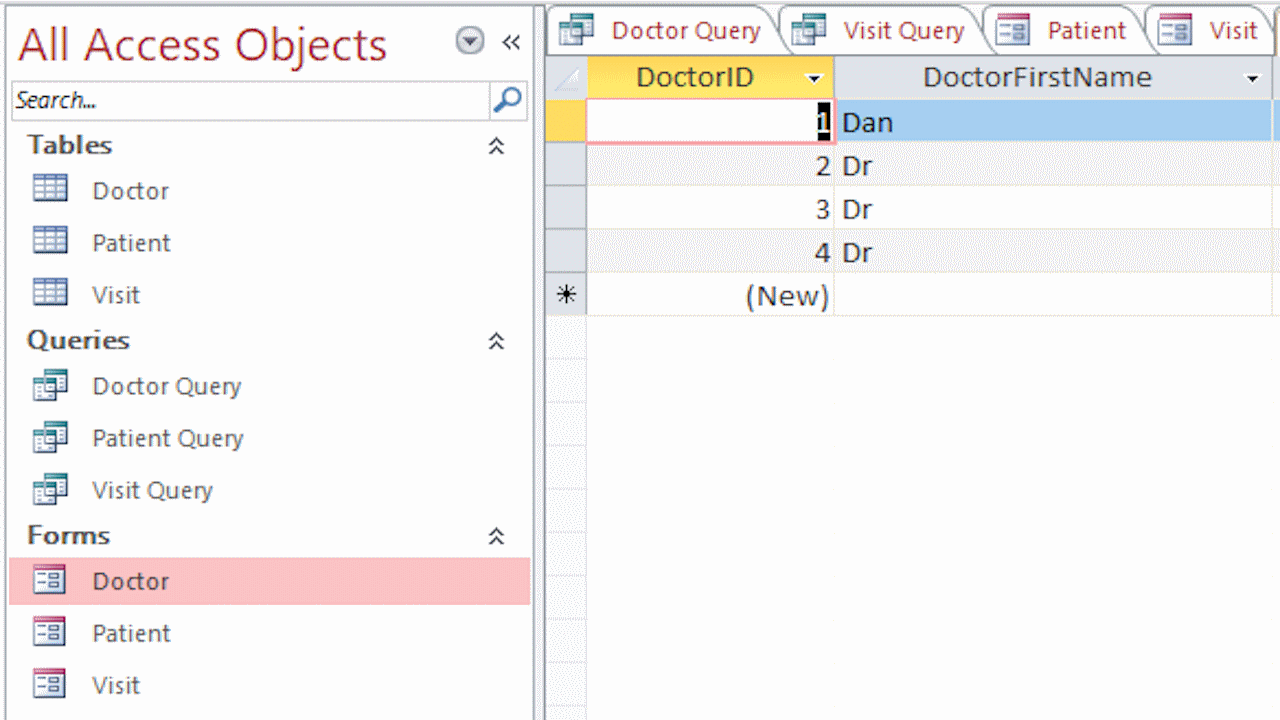 All Access Objects
Search...
Tables
Doctor
Patient
Visit
Queries
Doctor Query
Patient Query
Visit Query
Forms
Doctor
Patient
Visit
Doctor Query Visit Query Patient Visit
DoctorID DoctorFirstName
1 Dan
2 Dr
3 Dr
4 Dr
(New)